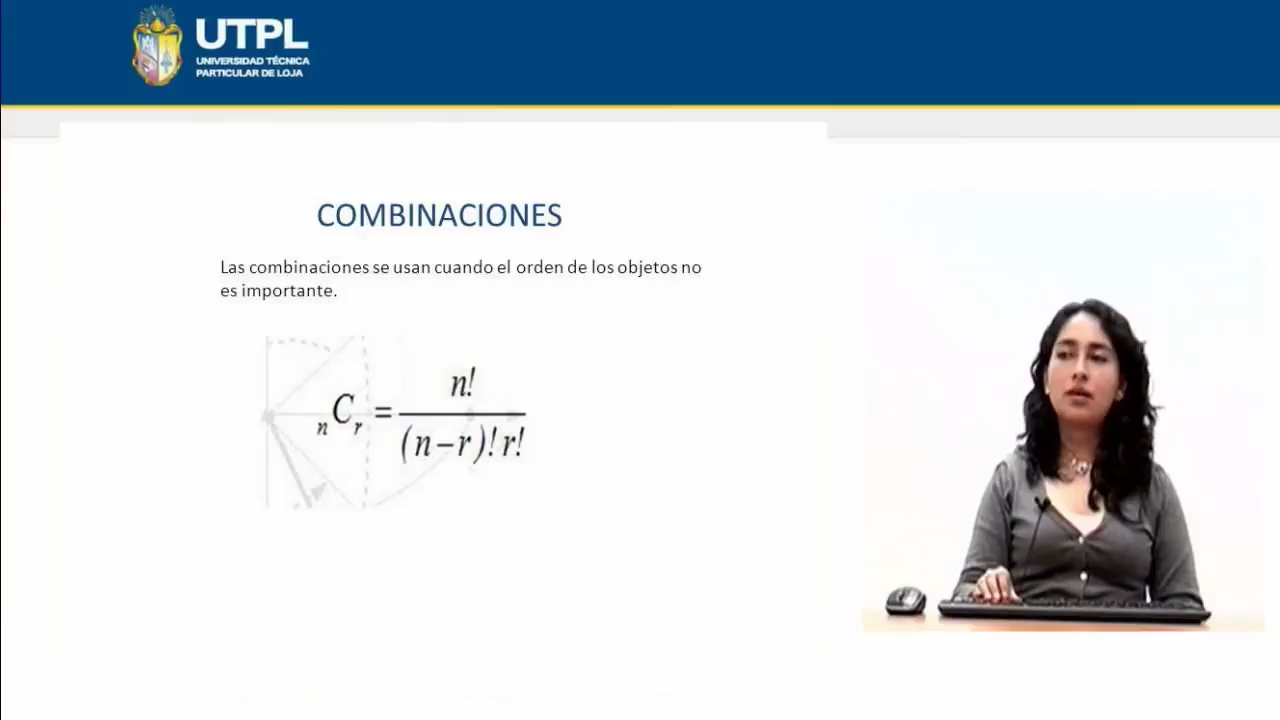 UTPL
UNIVERSIDAD TÉCNICA
PARTICULAR DE LOJA
COMBINACIONES
Las combinaciones se usan cuando el orden de los objetos no
es importante.
n!
nCr = ―――
(n-r)!r!